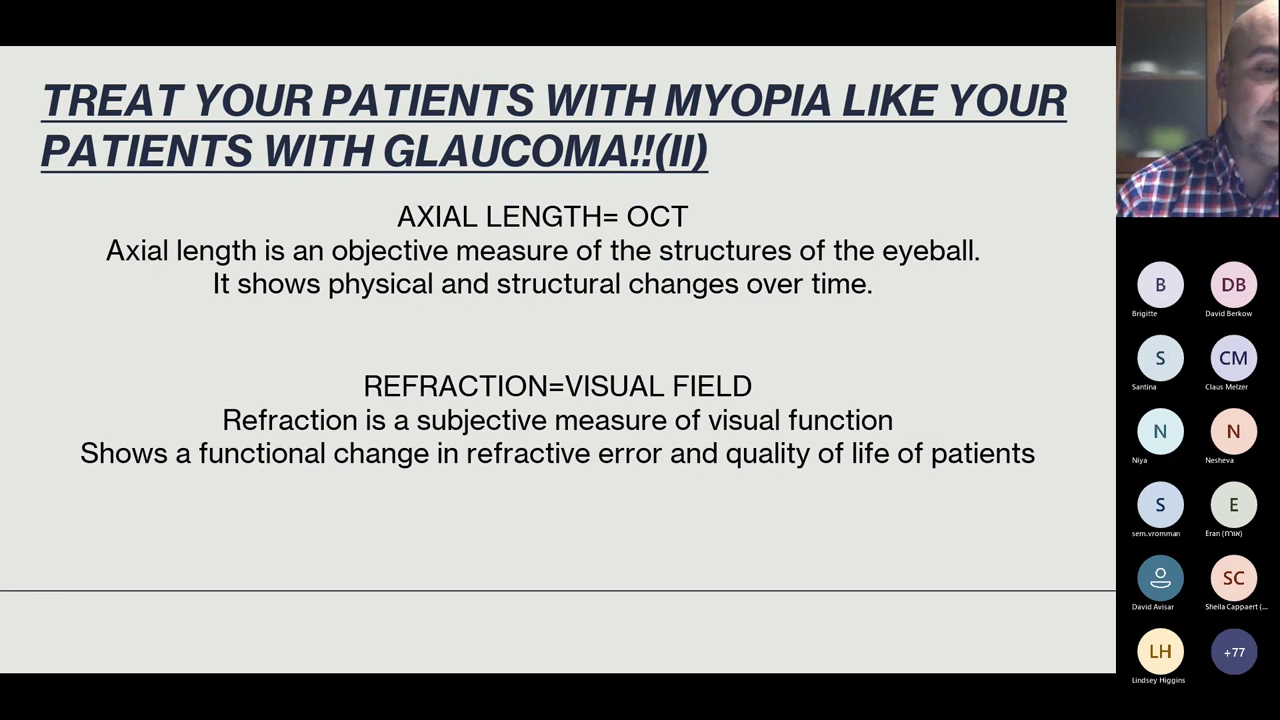 TREAT YOUR PATIENTS WITH MYOPIA LIKE YOUR
PATIENTS WITH GLAUCOMA!!(II)
AXIAL LENGTH= OCT
Axial length is an objective measure of the structures of the eyeball.
It shows physical and structural changes over time.
REFRACTION=VISUAL FIELD
Refraction is a subjective measure of visual function
Shows a functional change in refractive error and quality of life of patients
B
Brigitte
DB
David Berkow
S
Santina
CM
Claus Melzer
N
Niya
N
Nesheva
S
sem.vromman
E
Eran (אורח)
David Avisar
SC
Sheila Cappaert (...
LH
Lindsey Higgins
+77